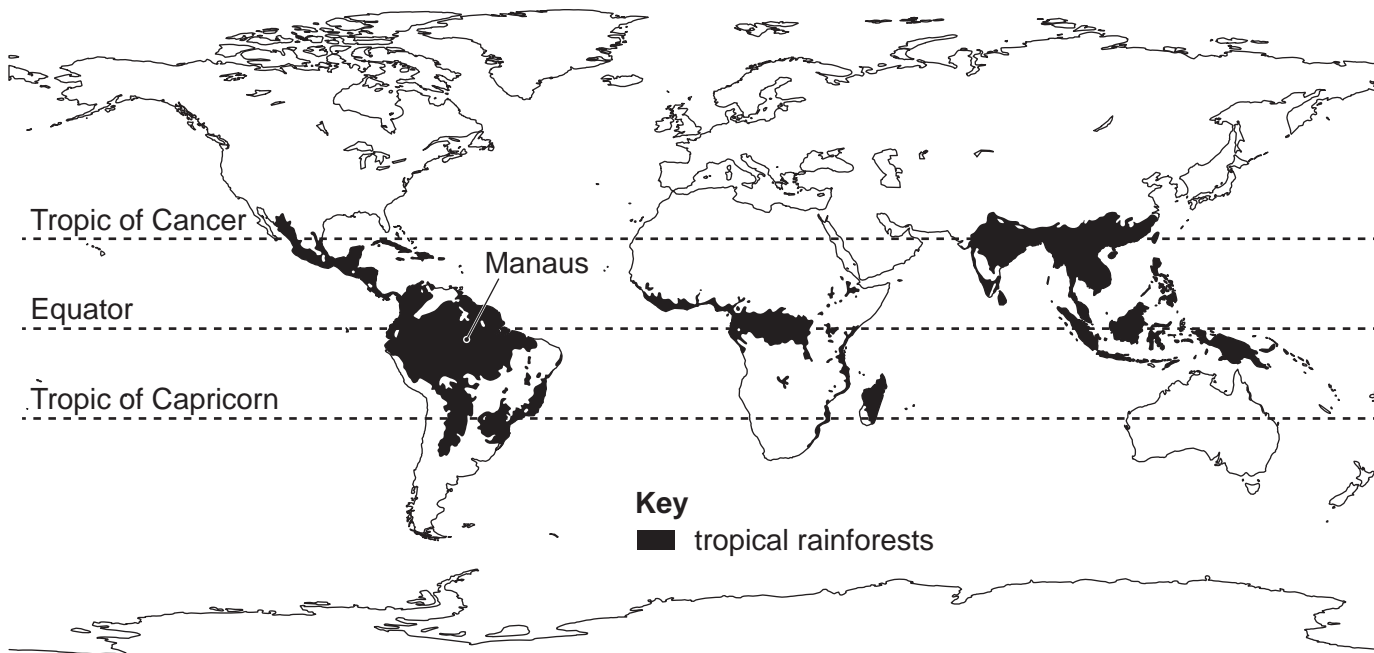 Tropic of Cancer
Manaus
Equator
Tropic of Capricorn
Key
tropical rainforests